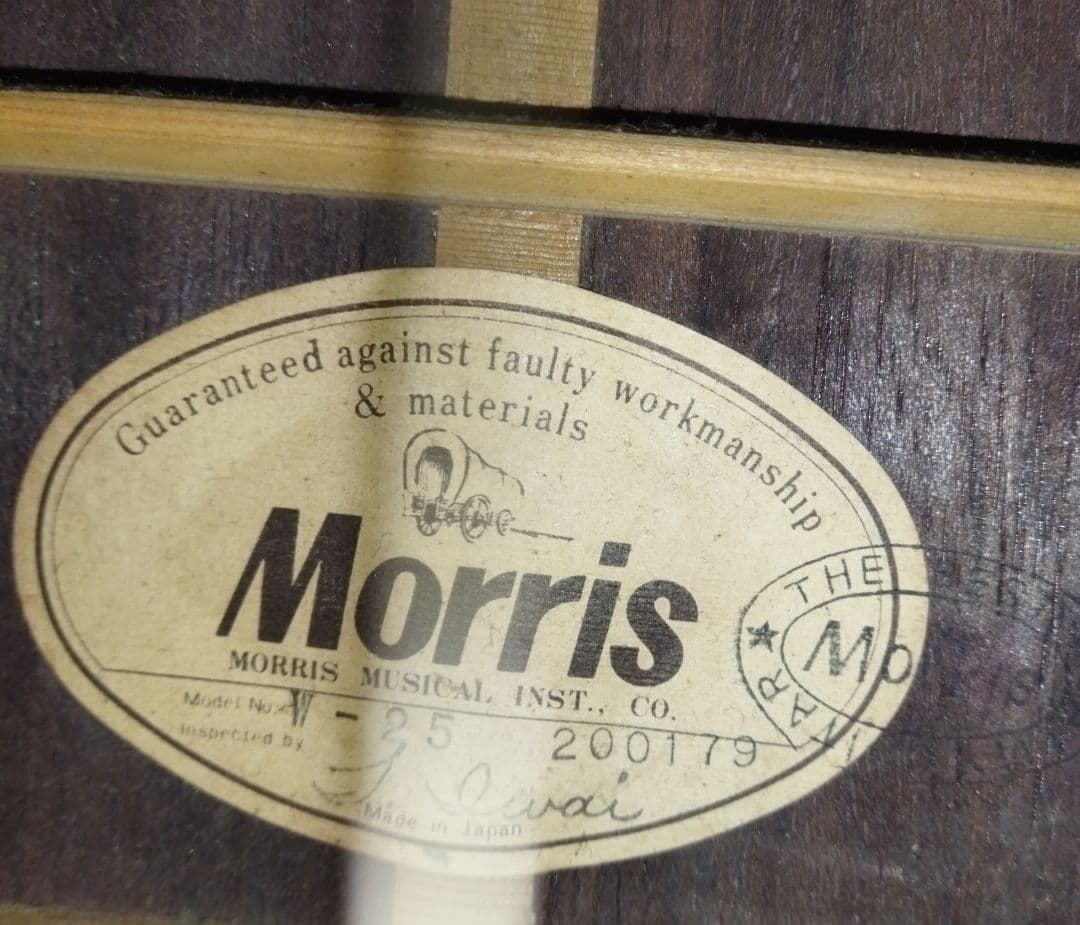 Guaranteed against faulty workmanship
& materials
Morris
MORRIS MUSICAL INST., CO.
Model No. W-25 200179
Inspected by
Made in Japan
THE
Mo